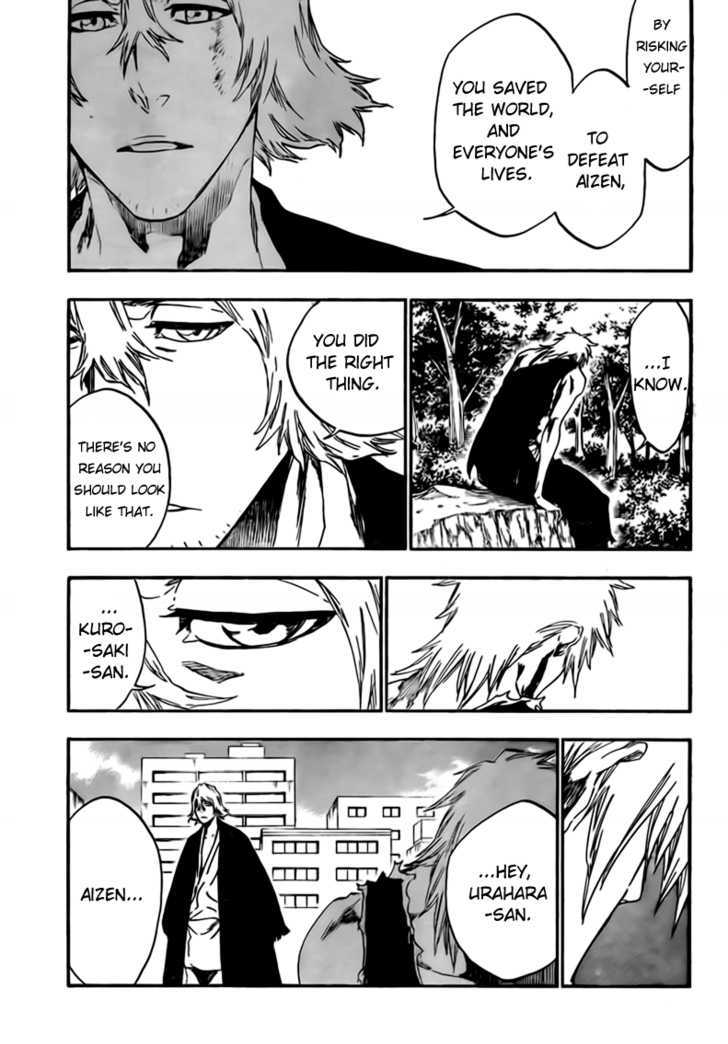 BY
RISKING
YOUR-
-SELF
TO
DEFEAT
AIZEN,
YOU SAVED
THE WORLD,
AND
EVERYONE'S
LIVES.
...I
KNOW.
YOU DID
THE RIGHT
THING.
THERE'S NO
REASON YOU
SHOULD LOOK
LIKE THAT.
...
KURO-
-SAKI
-SAN.
...HEY,
URAHARA
-SAN.
AIZEN...